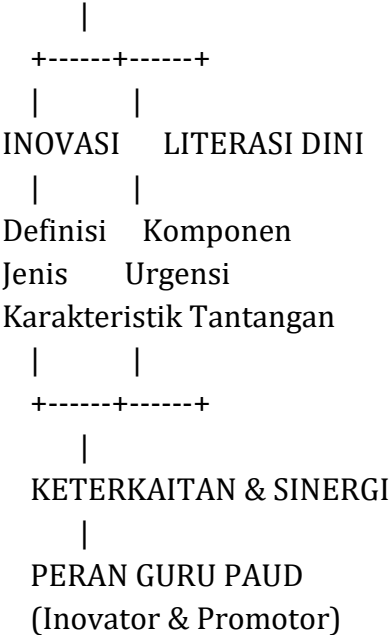 |
+------+------+
| |
INOVASI LITERASI DINI
| |
Definisi Komponen
Jenis Urgensi
Karakteristik Tantangan
| |
+------+------+
|
KETERKAITAN & SINERGI
|
PERAN GURU PAUD
(Inovator & Promotor)